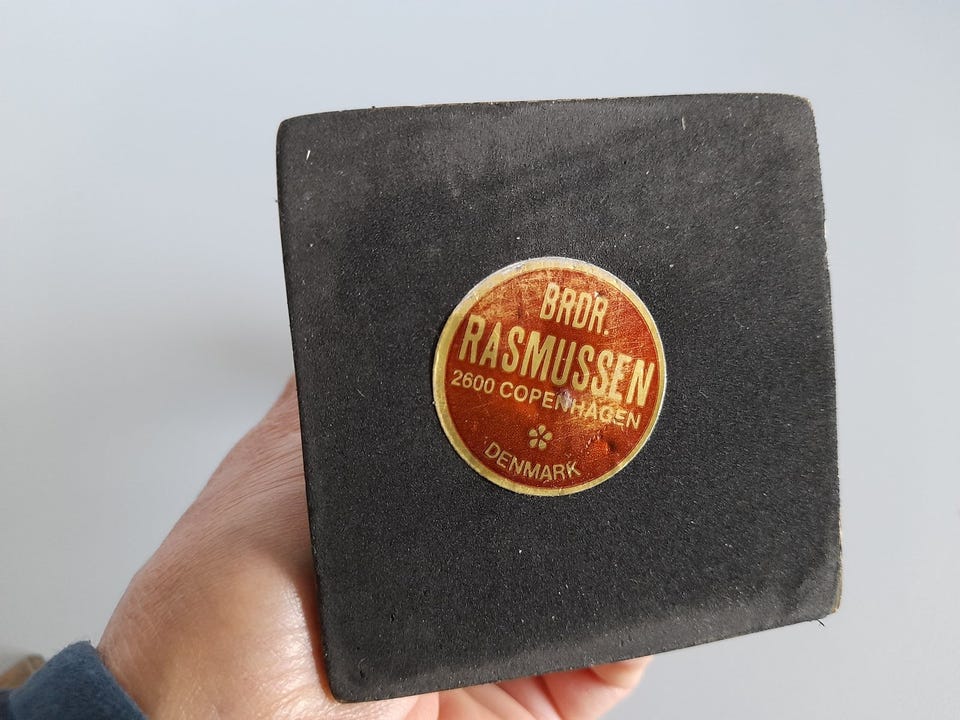 BRDR.
RASMUSSEN
2600 COPENHAGEN
DENMARK